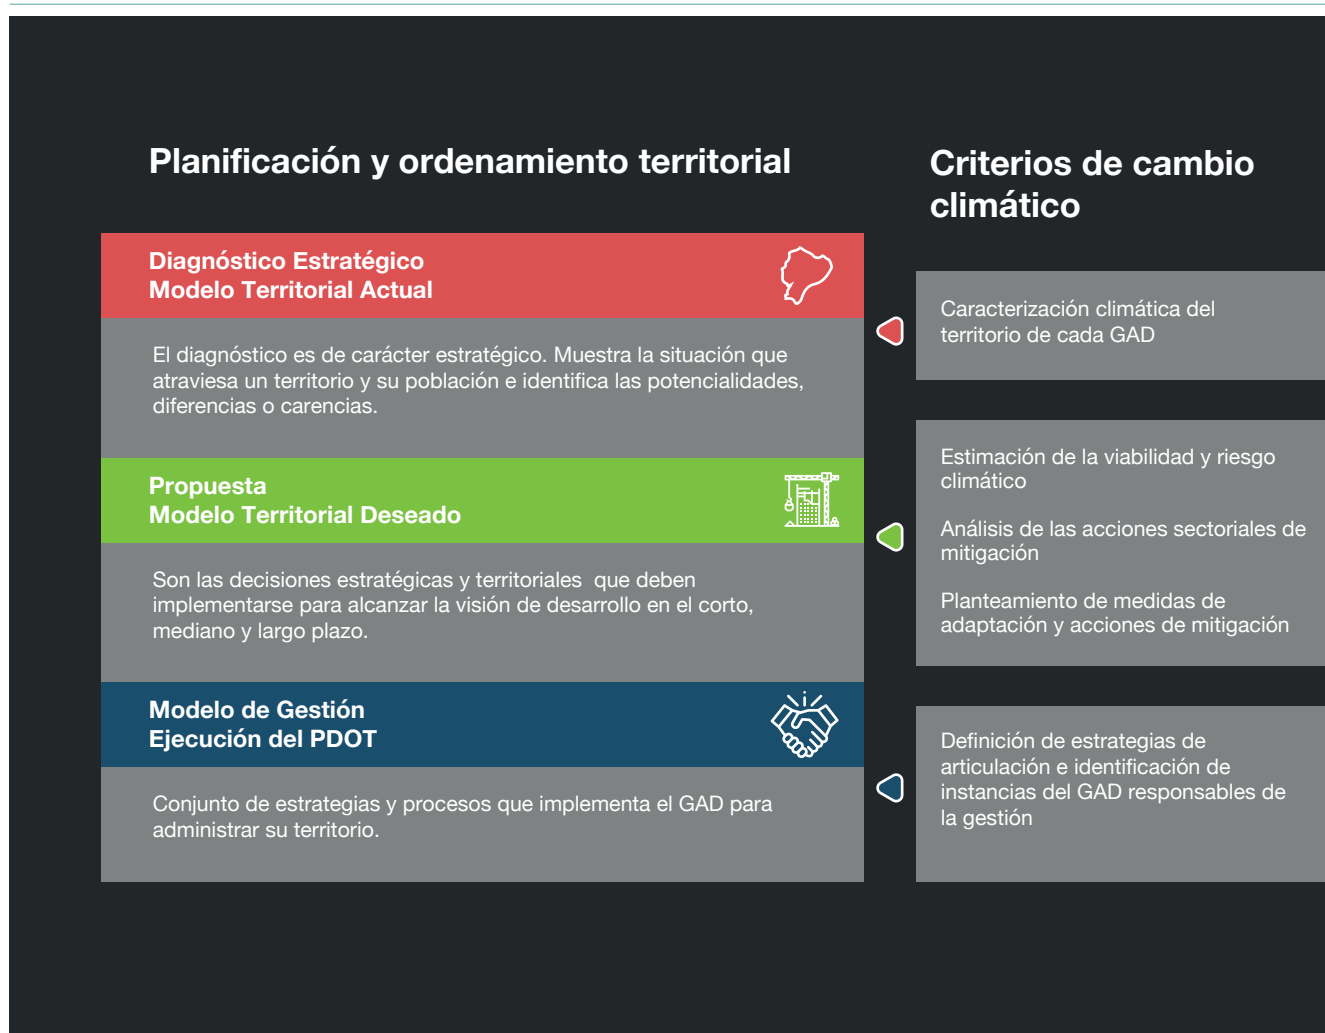 Planificación y ordenamiento territorial
Diagnóstico Estratégico
Modelo Territorial Actual
El diagnóstico es de carácter estratégico. Muestra la situación que
atraviesa un territorio y su población e identifica las potencialidades,
diferencias o carencias.
Propuesta
Modelo Territorial Deseado
Son las decisiones estratégicas y territoriales que deben
implementarse para alcanzar la visión de desarrollo en el corto,
mediano y largo plazo.
Modelo de Gestión
Ejecución del PDOT
Conjunto de estrategias y procesos que implementa el GAD para
administrar su territorio.
Criterios de cambio
climático
Caracterización climática del
territorio de cada GAD
Estimación de la viabilidad y riesgo
climático
Análisis de las acciones sectoriales de
mitigación
Planteamiento de medidas de
adaptación y acciones de mitigación
Definición de estrategias de
articulación e identificación de
instancias del GAD responsables de
la gestión